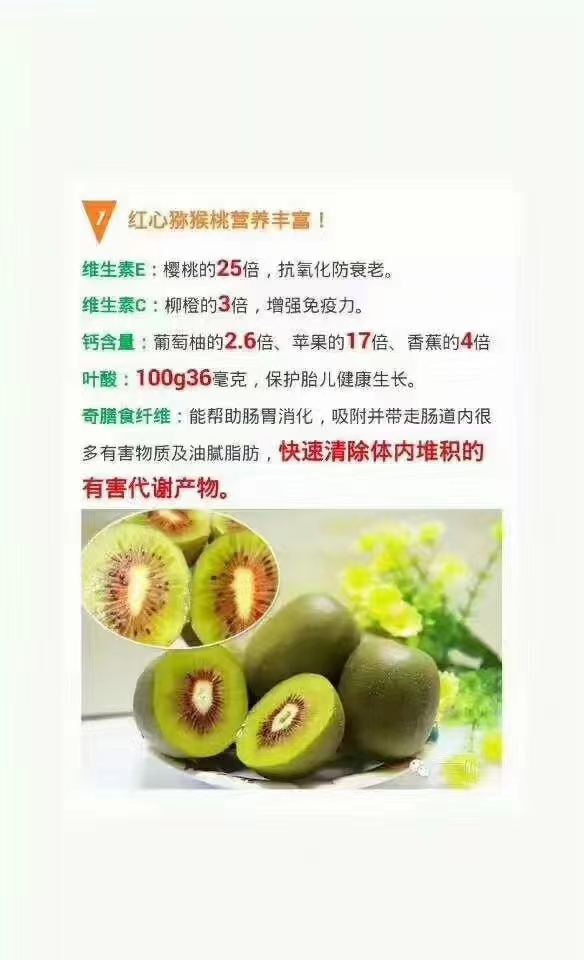 1 红心猕猴桃营养丰富！
维生素E：樱桃的25倍，抗氧化防衰老。
维生素C：柳橙的3倍，增强免疫力。
钙含量：葡萄柚的2.6倍、苹果的17倍、香蕉的4倍
叶酸：100g36毫克，保护胎儿健康生长。
奇膳食纤维：能帮助肠胃消化，吸附并带走肠道内很
多有害物质及油腻脂肪，快速清除体内堆积的
有害代谢产物。